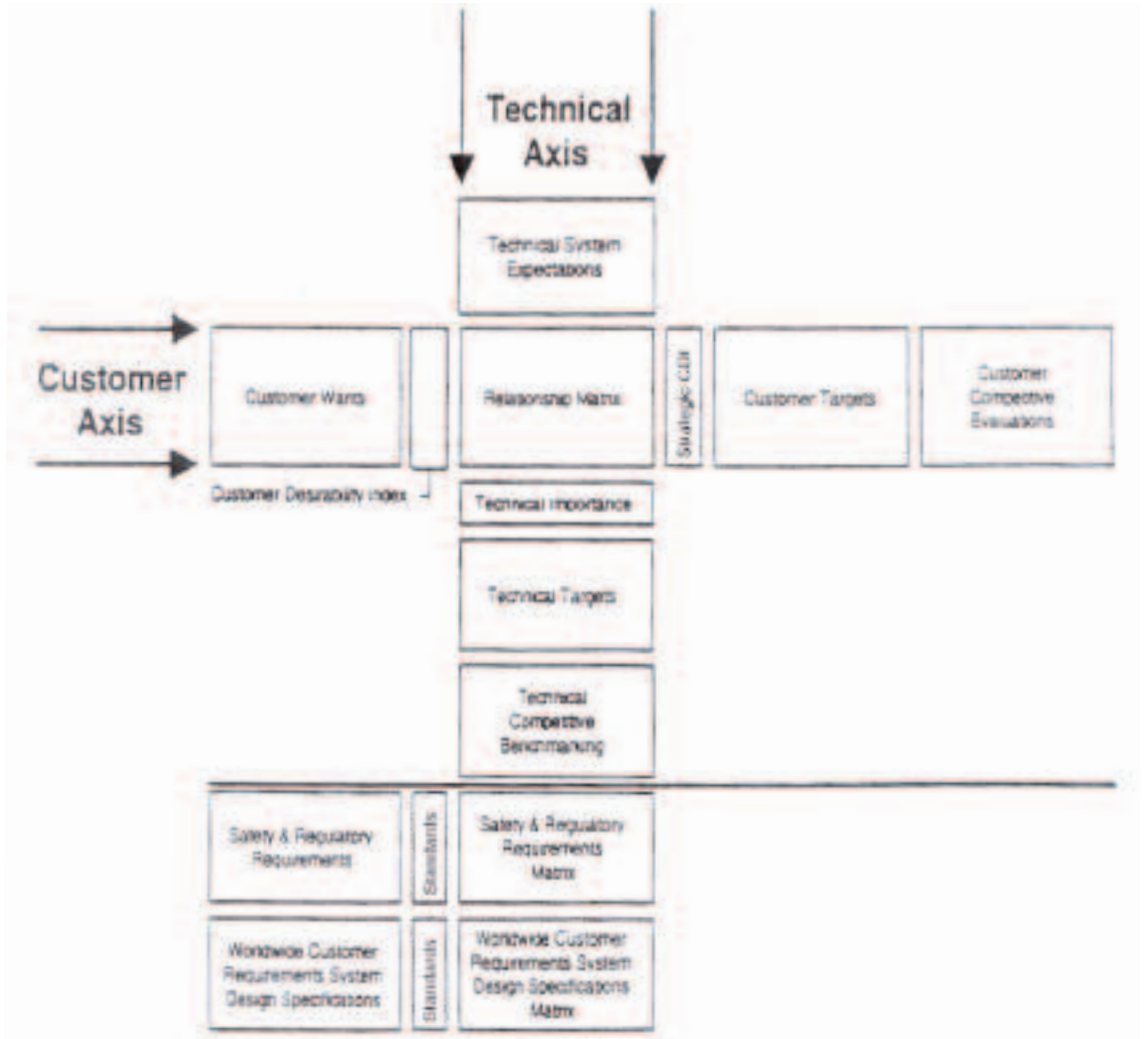 Technical
Axis
Technical System
Expectations
Customer
Axis
Customer Wants
Relationship Matrix
Strategic CDI
Customer Targets
Customer
Competitive
Evaluations
Customer Desirability Index
Technical Importance
Technical Targets
Technical
Competitive
Benchmarking
Safety & Regulatory
Requirements
Standards
Safety & Regulatory
Requirements
Matrix
Worldwide Customer
Requirements System
Design Specifications
Standards
Worldwide Customer
Requirements System
Design Specifications
Matrix